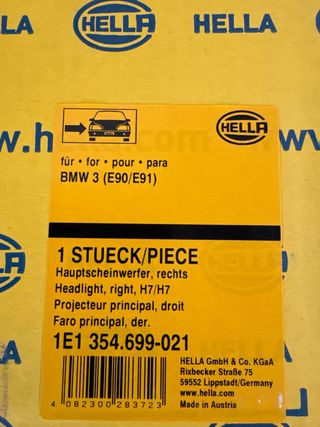 HELLA
HELLA
www.hella.com
HELLA
für • for • pour • para
BMW 3 (E90/E91)
1 STUECK/PIECE
Hauptscheinwerfer, rechts
Headlight, right, H7/H7
Projecteur principal, droit
Faro principal, der.
1E1 354.699-021
HELLA GmbH & Co. KGaA
Rixbecker Straße 75
59552 Lippstadt/Germany
www.hella.com
Made in Austria
4 082300 283723